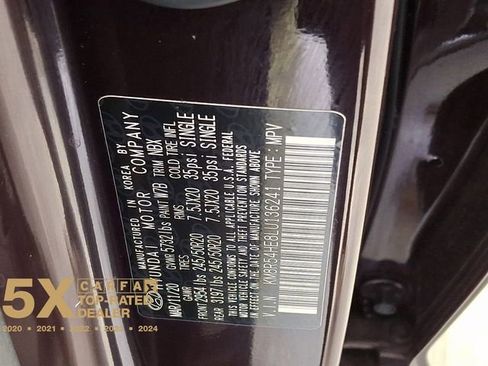 MANUFACTURED IN KOREA BY
HYUNDAI MOTOR COMPANY
MAR/11/20 GVWR 5732 lbs PAINT W7B TRIM NBX
TIRES RIMS COLD TIRE INFL
FRONT 2954 lbs 245/50R20 7.5JX20 35psi SINGLE
REAR 3197 lbs 245/50R20 7.5JX20 35psi SINGLE
THIS VEHICLE CONFORMS TO ALL APPLICABLE U.S.A. FEDERAL
MOTOR VEHICLE SAFETY AND THEFT PREVENTION STANDARDS
IN EFFECT ON THE DATE OF MANUFACTURE SHOWN ABOVE
V I N : KM8R54HE8LU136241 TYPE : MPV
5X CARFAX
TOP-RATED
DEALER
2020 • 2021 • 2022 • 2023 • 2024